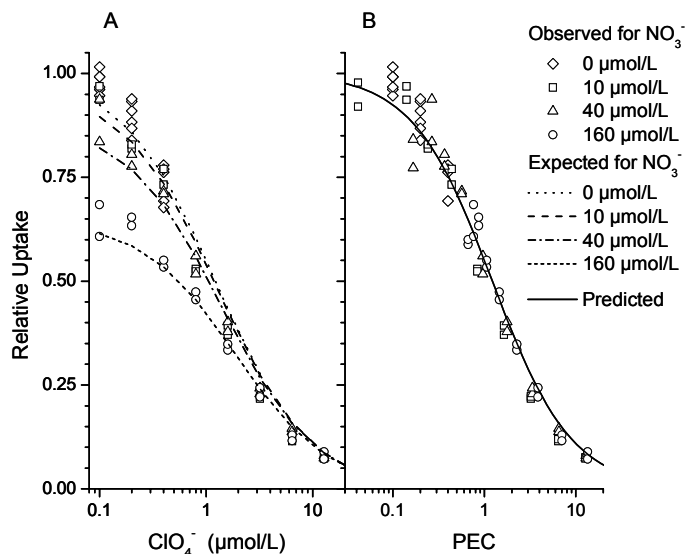 A
B
Observed for NO3-
0 µmol/L
10 µmol/L
40 µmol/L
160 µmol/L
Expected for NO3-
0 µmol/L
10 µmol/L
40 µmol/L
160 µmol/L
Predicted
Relative Uptake
1.00
0.75
0.50
0.25
0.00
0.1 1 10 0.1 1 10
ClO4- (µmol/L) PEC